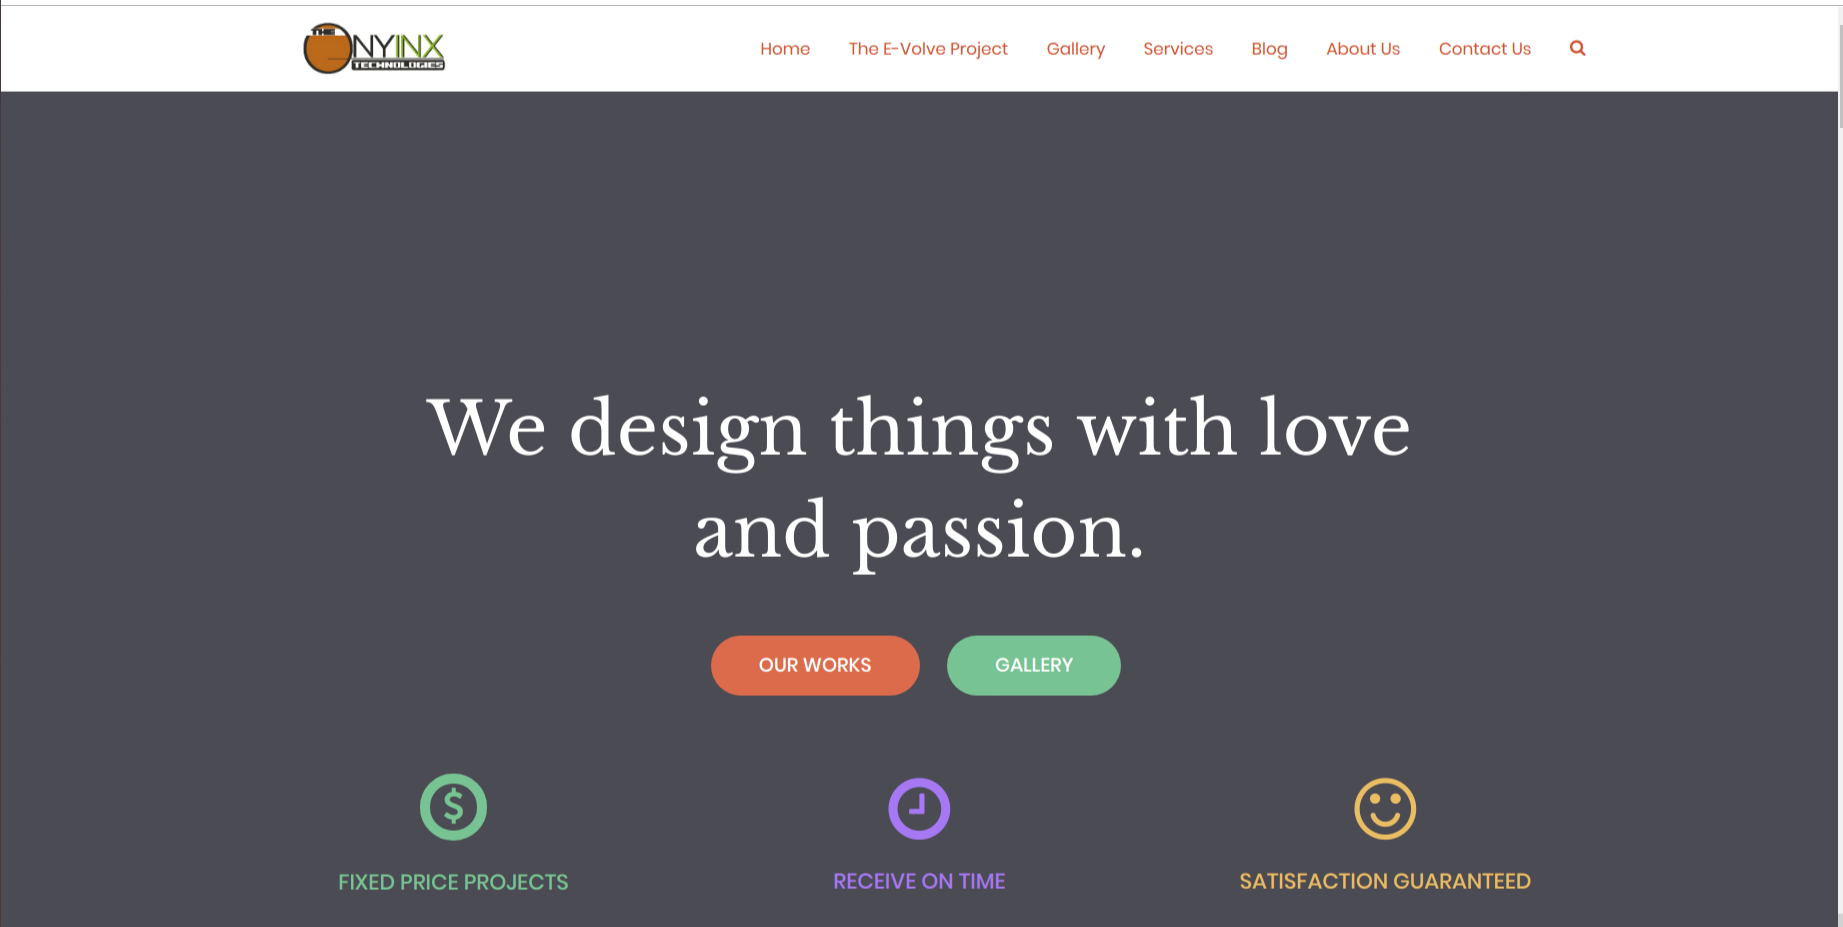 THE
ONYINX
TECHNOLOGIES
Home The E-Volve Project Gallery Services Blog About Us Contact Us
We design things with love
and passion.
OUR WORKS GALLERY
$
FIXED PRICE PROJECTS RECEIVE ON TIME SATISFACTION GUARANTEED